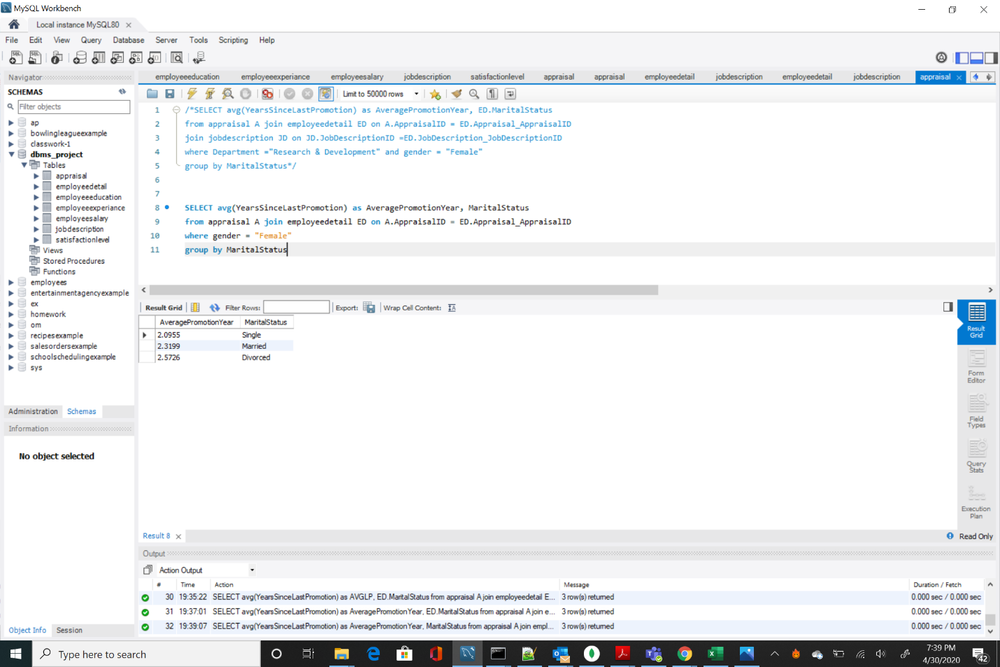 MySQL Workbench
Local instance MySQL80
File Edit View Query Database Server Tools Scripting Help
Navigator
SCHEMAS
Filter objects
ap
bowlingleagueexample
classwork-1
dbms_project
Tables
appraisal
employeedetail
employeeeducation
employeeexperiance
employeesalary
jobdescription
satisfactionlevel
Views
Stored Procedures
Functions
employees
entertainmentagencyexample
ex
homework
om
recipesexample
salesordersexample
schoolschedulingexample
sys
Administration Schemas
Information
No object selected
Object Info Session
employeeeducation employeeexperiance employeesalary jobdescription satisfactionlevel appraisal appraisal employeedetail jobdescription employeedetail jobdescription appraisal
Limit to 50000 rows
1 /*SELECT avg(YearsSinceLastPromotion) as AveragePromotionYear, ED.MaritalStatus
2 from appraisal A join employeedetail ED on A.AppraisalID = ED.Appraisal_AppraisalID
3 join jobdescription JD on JD.JobDescriptionID =ED.JobDescription_JobDescriptionID
4 where Department ="Research & Development" and gender = "Female"
5 group by MaritalStatus*/
6
7
8 SELECT avg(YearsSinceLastPromotion) as AveragePromotionYear, MaritalStatus
9 from appraisal A join employeedetail ED on A.AppraisalID = ED.Appraisal_AppraisalID
10 where gender = "Female"
11 group by MaritalStatus
Result Grid Filter Rows: Export: Wrap Cell Content:
AveragePromotionYear MaritalStatus
2.0955 Single
2.3199 Married
2.5726 Divorced
Result Grid
Form Editor
Field Types
Query Stats
Execution Plan
Result 8
Read Only
Output
Action Output
# Time Action Message Duration / Fetch
30 19:35:22 SELECT avg(YearsSinceLastPromotion) as AVGLP, ED.MaritalStatus from appraisal A join employeedetail E... 3 row(s) returned 0.000 sec / 0.000 sec
31 19:37:01 SELECT avg(YearsSinceLastPromotion) as AveragePromotionYear, ED.MaritalStatus from appraisal A join e... 3 row(s) returned 0.000 sec / 0.000 sec
32 19:39:07 SELECT avg(YearsSinceLastPromotion) as AveragePromotionYear, MaritalStatus from appraisal A join empl... 3 row(s) returned 0.000 sec / 0.000 sec
Type here to search
7:39 PM
4/30/2020
42